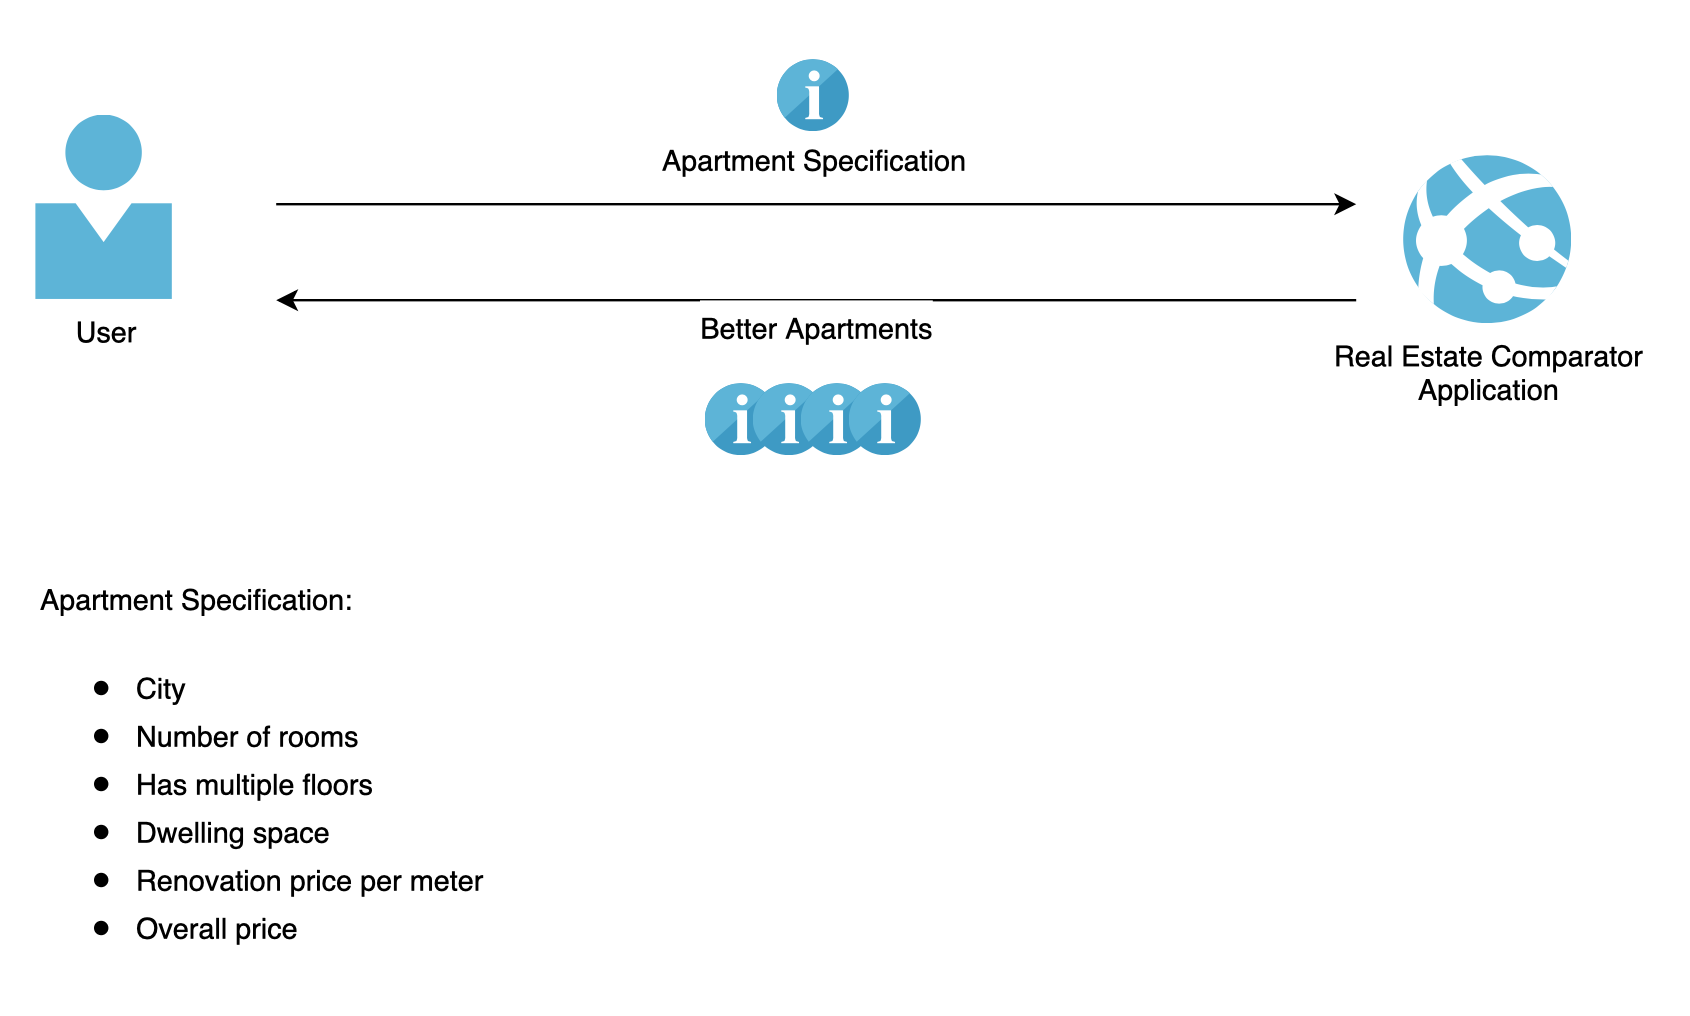 Apartment Specification
User
Better Apartments
Real Estate Comparator
Application
Apartment Specification:
City
Number of rooms
Has multiple floors
Dwelling space
Renovation price per meter
Overall price